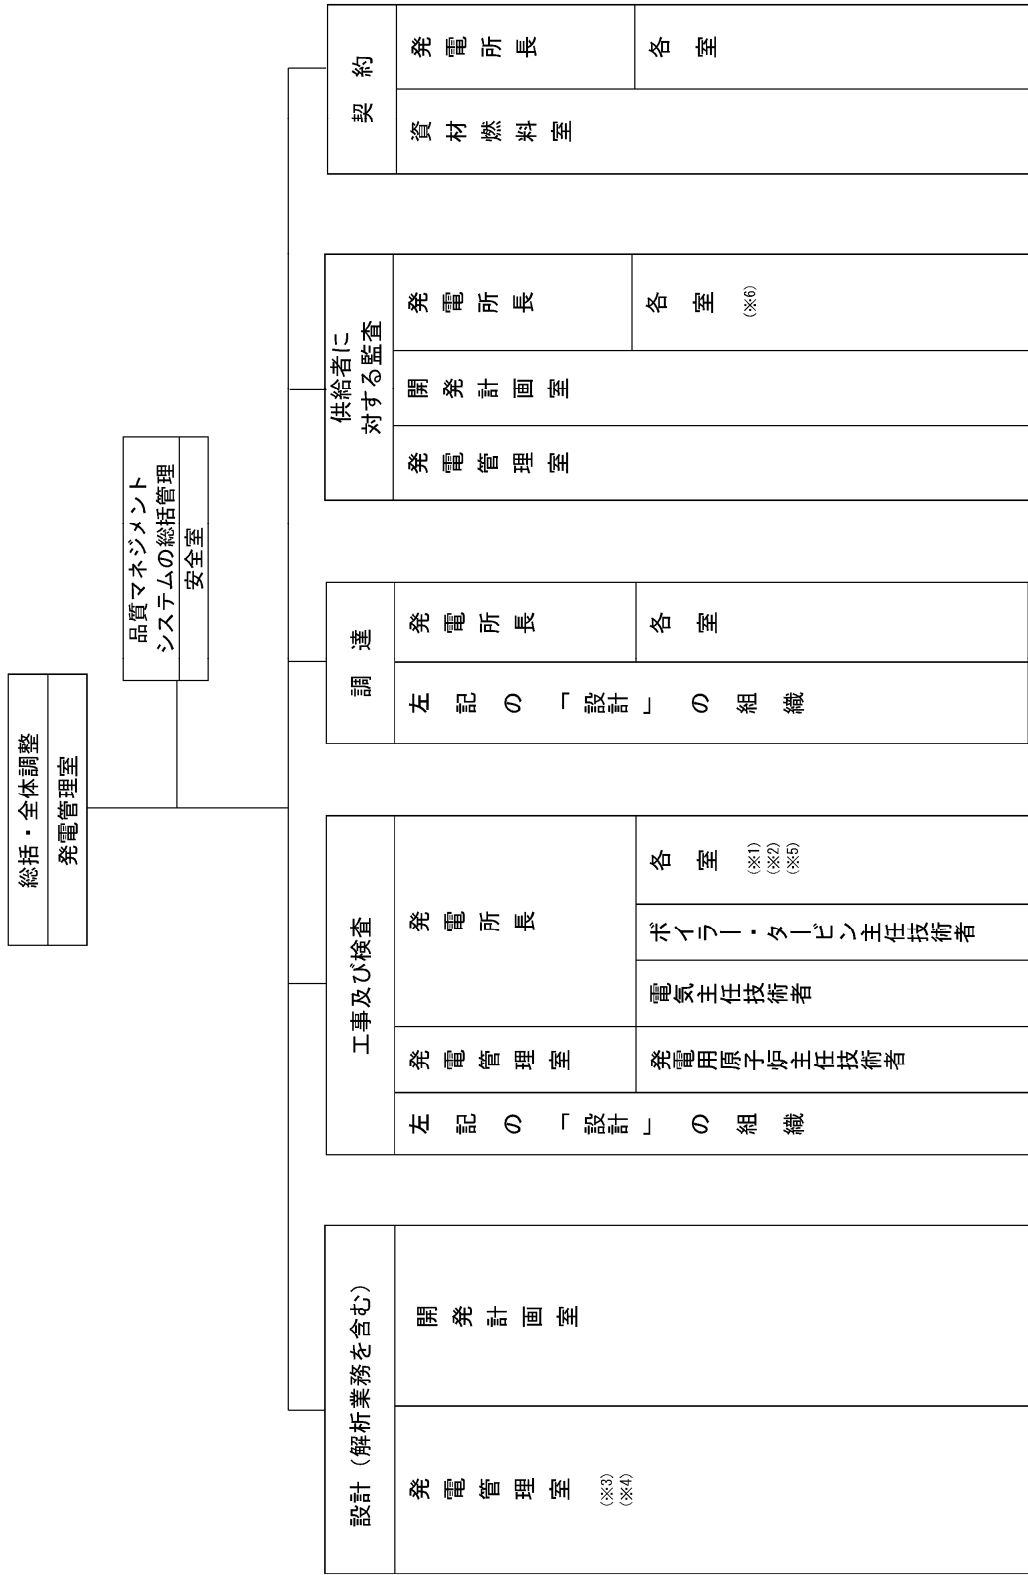 総括・全体調整
発電管理室
品質マネジメント
システムの総括管理
安全室
設計（解析業務を含む）
発電管理室
(※3)
(※4)
開発計画室
工事及び検査
左記の「設計」の組織
発電管理室
発電所長
発電用原子炉主任技術者
電気主任技術者
ボイラー・タービン主任技術者
各室
(※1)
(※2)
(※5)
調達
左記の「設計」の組織
発電所長
各室
供給者に
対する監査
発電管理室
開発計画室
発電所長
各室
(※6)
契約
資材燃料室
発電所長
各室